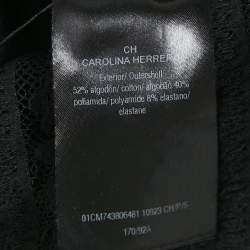 CH
CAROLINA HERRERA
Exterior/ Outershell
52% algodón/ cotton/ algodão 40%
poliamida/ polyamide 8% elastano/
elastane
01CM743806481 10923 CH/P/S
170/92A